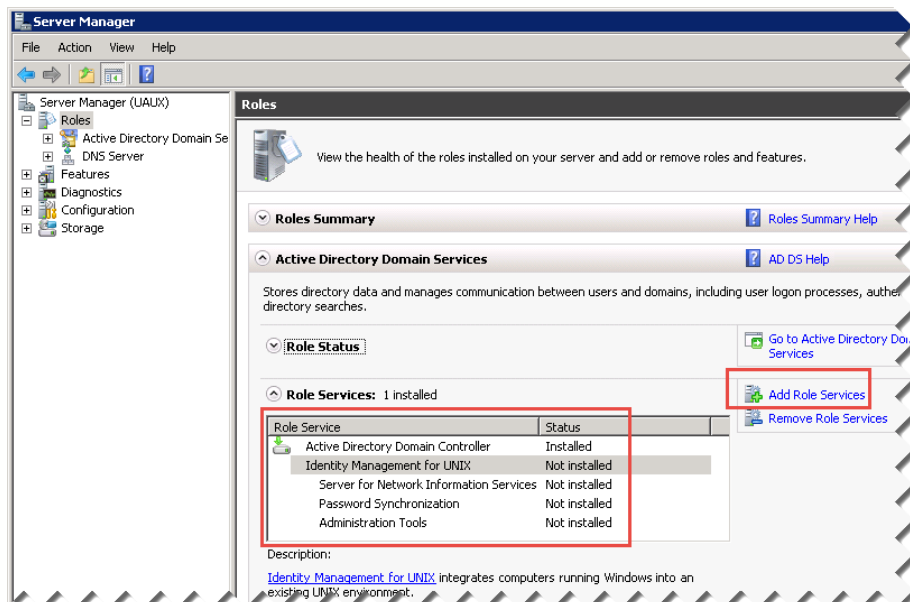 Server Manager
File Action View Help
Server Manager (UAUX)
Roles
Active Directory Domain Se
DNS Server
Features
Diagnostics
Configuration
Storage
Roles
View the health of the roles installed on your server and add or remove roles and features.
Roles Summary
Roles Summary Help
Active Directory Domain Services
AD DS Help
Stores directory data and manages communication between users and domains, including user logon processes, authe
directory searches.
Role Status
Go to Active Directory Do
Services
Role Services: 1 installed
Add Role Services
Remove Role Services
Role Service Status
Active Directory Domain Controller Installed
Identity Management for UNIX Not installed
Server for Network Information Services Not installed
Password Synchronization Not installed
Administration Tools Not installed
Description:
Identity Management for UNIX integrates computers running Windows into an
existing UNIX environment.